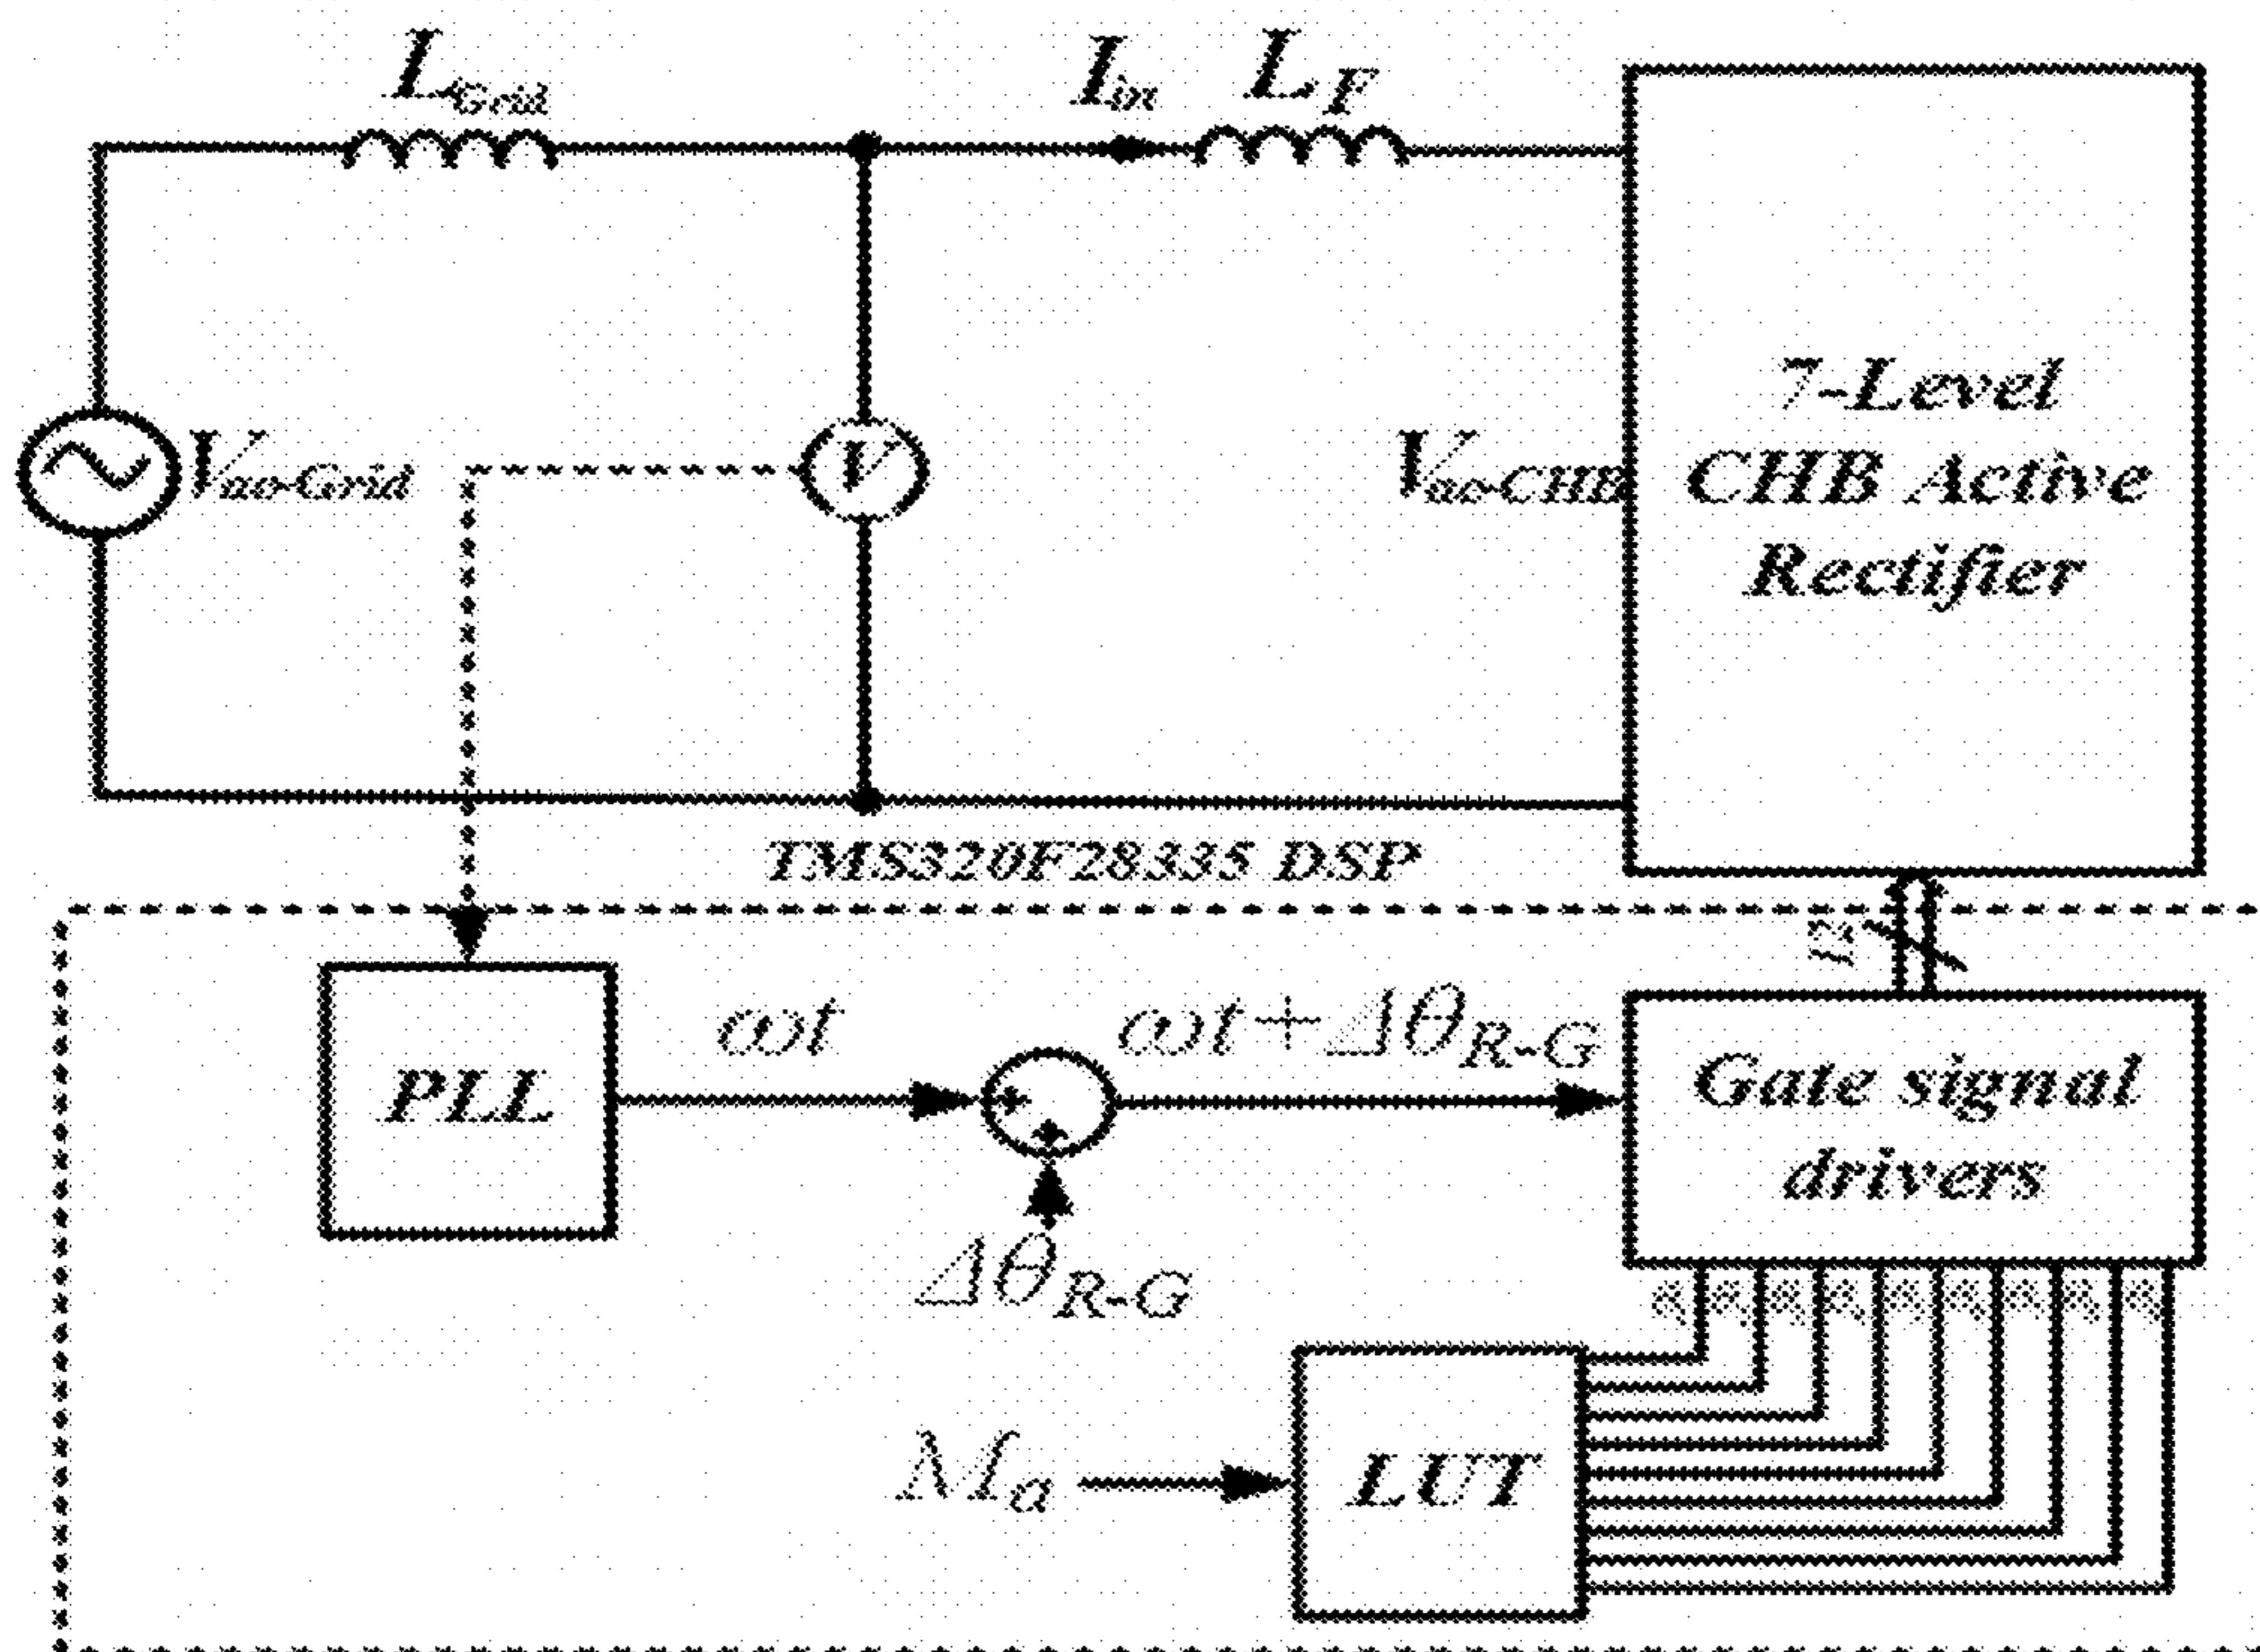 L_Grid
I_in
L_F
V_ac-Grid
V
V_ac-CHB
7-Level
CHB Active
Rectifier
TMS320F28335 DSP
12
PLL
ωt
ωt+Δθ_R-G
Gate signal
drivers
Δθ_R-G
M_a
LUT